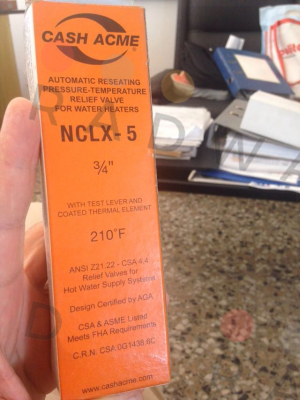 CASH ACME
AUTOMATIC RESEATING
PRESSURE-TEMPERATURE
RELIEF VALVE
FOR WATER HEATERS
NCLX-5
3/4"
WITH TEST LEVER AND
COATED THERMAL ELEMENT
210°F
ANSI Z21.22 - CSA 4.4
Relief Valves for
Hot Water Supply Systems
Design Certified by AGA
CSA & ASME Listed
Meets FHA Requirements
C.R.N. CSA.0G1438.9C
www.cashacme.com